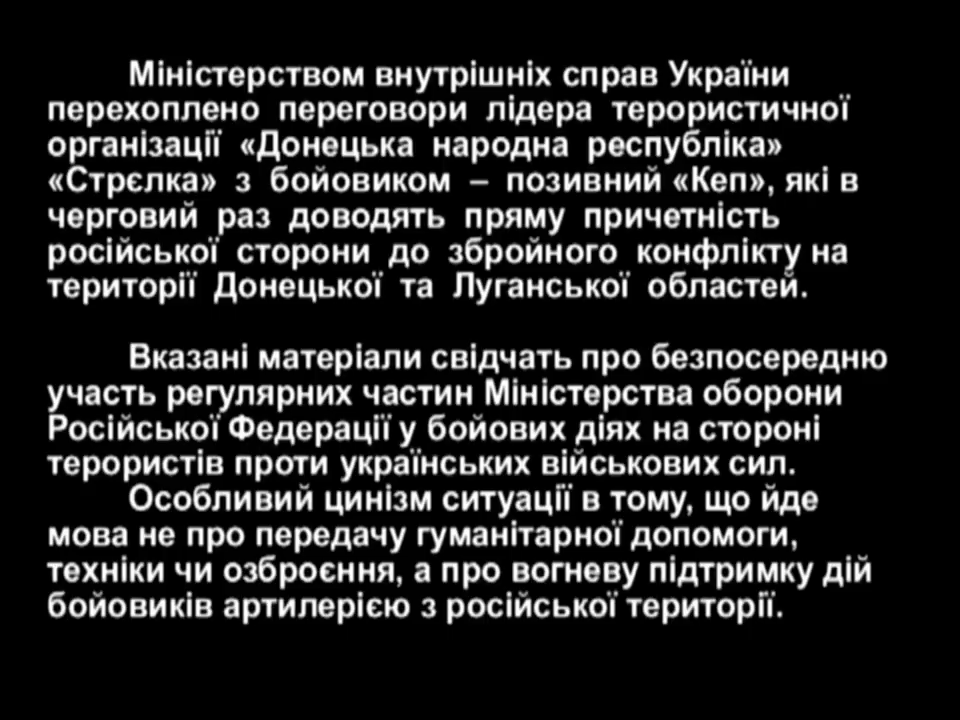 Міністерством внутрішніх справ України
перехоплено переговори лідера терористичної
організації «Донецька народна республіка»
«Стрєлка» з бойовиком – позивний «Кеп», які в
черговий раз доводять пряму причетність
російської сторони до збройного конфлікту на
території Донецької та Луганської областей.
Вказані матеріали свідчать про безпосередню
участь регулярних частин Міністерства оборони
Російської Федерації у бойових діях на стороні
терористів проти українських військових сил.
Особливий цинізм ситуації в тому, що йде
мова не про передачу гуманітарної допомоги,
техніки чи озброєння, а про вогневу підтримку дій
бойовиків артилерією з російської території.